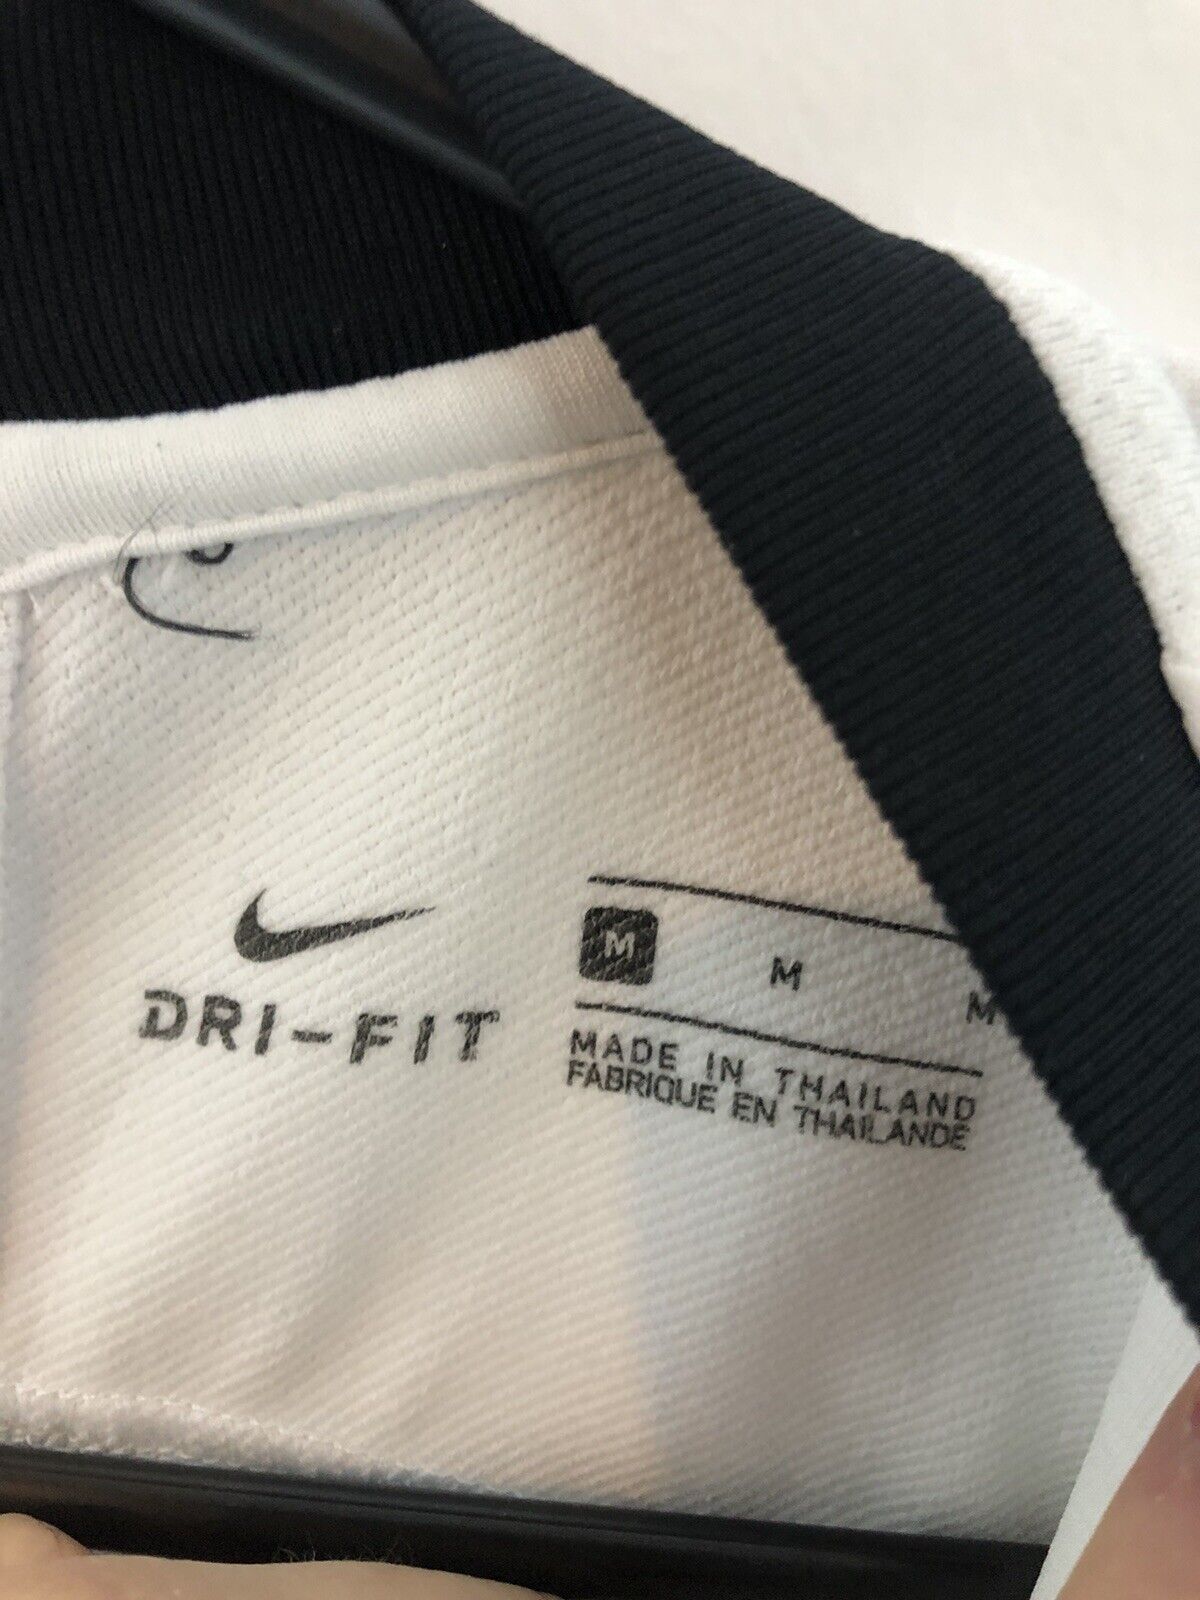 DRI-FIT
M M M
MADE IN THAILAND
FABRIQUE EN THAILANDE